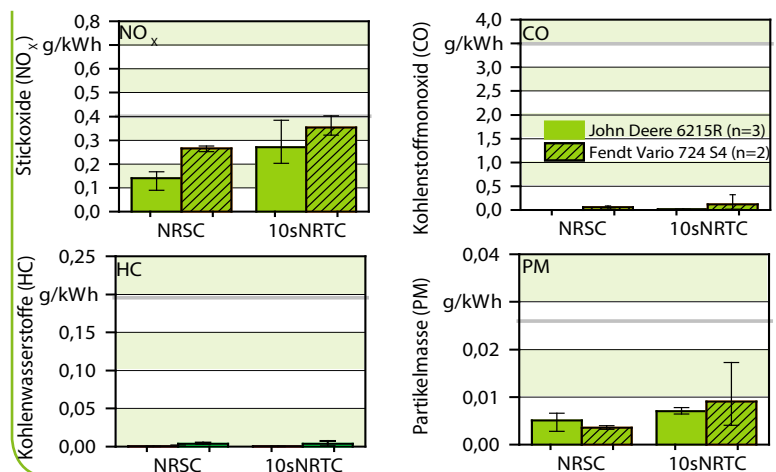 Stickoxide (NOx)
0,8
g/kWh
0,6
0,5
0,4
0,3
0,2
0,1
0,0
NOx
NRSC 10sNRTC
Kohlenstoffmonoxid (CO)
4,0
g/kWh
3,0
2,5
2,0
1,5
1,0
0,5
0,0
CO
John Deere 6215R (n=3)
Fendt Vario 724 S4 (n=2)
NRSC 10sNRTC
Kohlenwasserstoffe (HC)
0,25
g/kWh
0,15
0,10
0,05
0,00
HC
NRSC 10sNRTC
Partikelmasse (PM)
0,04
g/kWh
0,02
0,01
0,00
PM
NRSC 10sNRTC